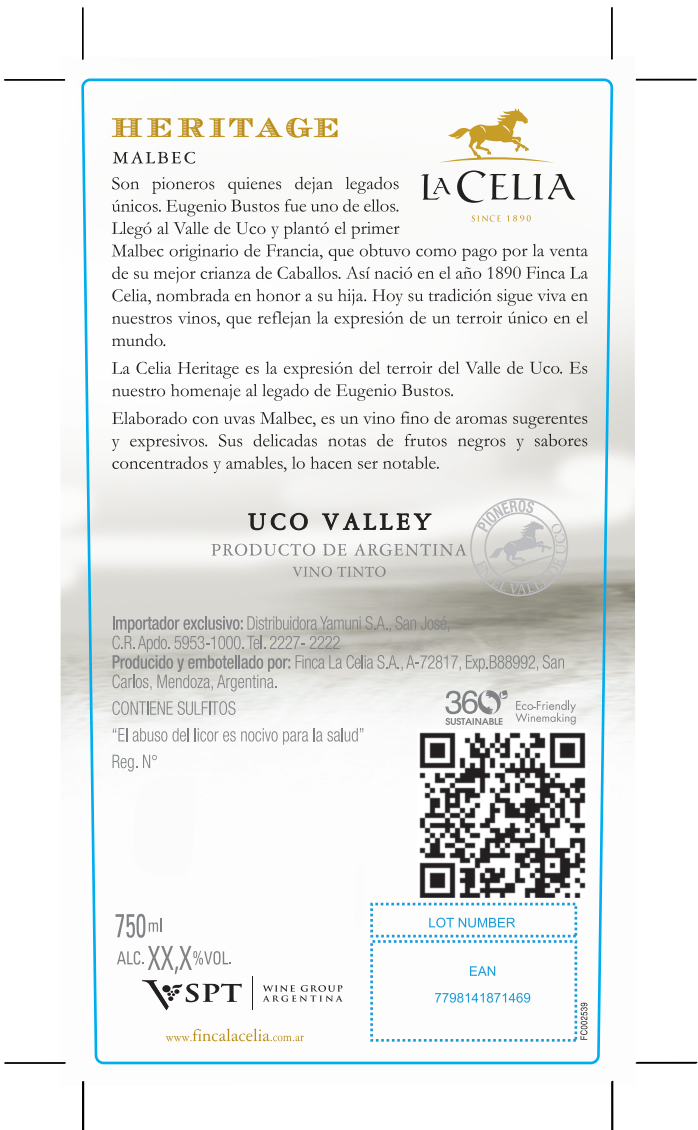 HERITAGE
MALBEC
LA CELIA
SINCE 1890
Son pioneros quienes dejan legados
únicos. Eugenio Bustos fue uno de ellos.
Llegó al Valle de Uco y plantó el primer
Malbec originario de Francia, que obtuvo como pago por la venta
de su mejor crianza de Caballos. Así nació en el año 1890 Finca La
Celia, nombrada en honor a su hija. Hoy su tradición sigue viva en
nuestros vinos, que reflejan la expresión de un terroir único en el
mundo.
La Celia Heritage es la expresión del terroir del Valle de Uco. Es
nuestro homenaje al legado de Eugenio Bustos.
Elaborado con uvas Malbec, es un vino fino de aromas sugerentes
y expresivos. Sus delicadas notas de frutos negros y sabores
concentrados y amables, lo hacen ser notable.
UCO VALLEY
PRODUCTO DE ARGENTINA
VINO TINTO
PIONEROS
EN EL VALLE DE UCO
Importador exclusivo: Distribuidora Yamuni S.A., San José,
C.R. Apdo. 5953-1000. Tel. 2227- 2222
Producido y embotellado por: Finca La Celia S.A., A-72817, Exp.B88992, San
Carlos, Mendoza, Argentina.
CONTIENE SULFITOS
“El abuso del licor es nocivo para la salud”
Reg. N°
360°
SUSTAINABLE
Eco-Friendly
Winemaking
750 ml
ALC. XX,X %VOL.
VSPT
WINE GROUP
ARGENTINA
www.fincalacelia.com.ar
LOT NUMBER
EAN
7798141871469
FC002539